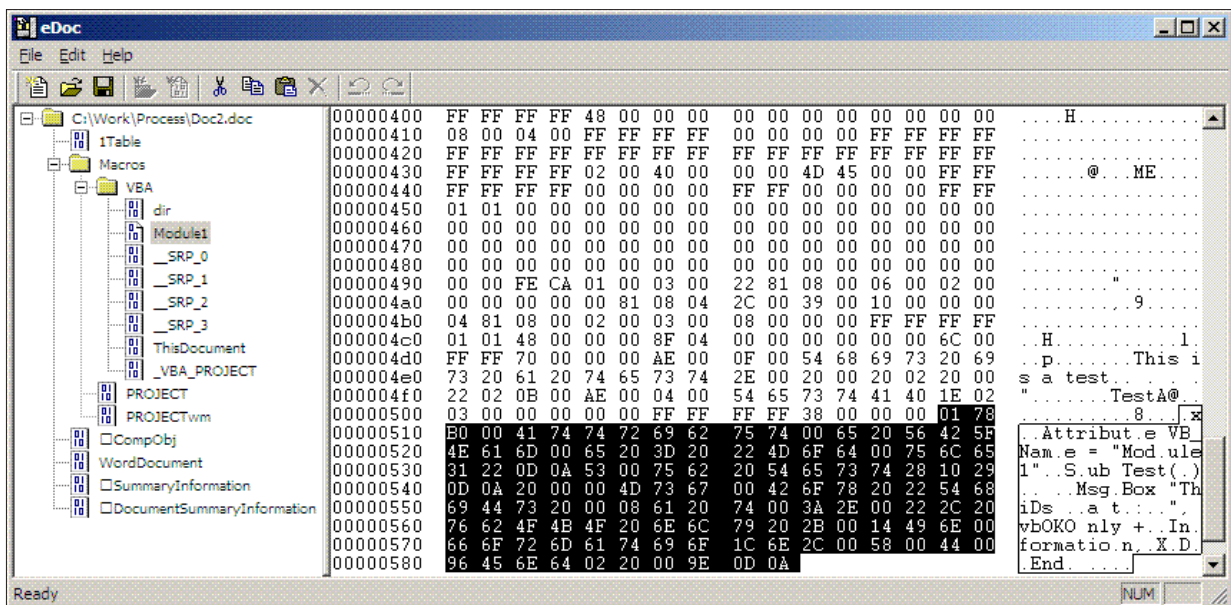 eDoc
File Edit Help
C:\Work\Process\Doc2.doc
1Table
Macros
VBA
dir
Module1
__SRP_0
__SRP_1
__SRP_2
__SRP_3
ThisDocument
_VBA_PROJECT
PROJECT
PROJECTwm
□CompObj
WordDocument
□SummaryInformation
□DocumentSummaryInformation
00000400 FF FF FF FF 48 00 00 00 00 00 00 00 00 00 00 00 ....H...........
00000410 08 00 04 00 FF FF FF FF 00 00 00 00 FF FF FF FF ................
00000420 FF FF FF FF FF FF FF FF FF FF FF FF FF FF FF FF ................
00000430 FF FF FF FF 02 00 40 00 00 00 4D 45 00 00 FF FF ......@...ME....
00000440 FF FF FF FF 00 00 00 00 FF FF 00 00 00 00 FF FF ................
00000450 01 01 00 00 00 00 00 00 00 00 00 00 00 00 00 00 ................
00000460 00 00 00 00 00 00 00 00 00 00 00 00 00 00 00 00 ................
00000470 00 00 00 00 00 00 00 00 00 00 00 00 00 00 00 00 ................
00000480 00 00 00 00 00 00 00 00 00 00 00 00 00 00 00 00 ................
00000490 00 00 FE CA 01 00 03 00 22 81 08 00 06 00 02 00 ........".......
000004a0 00 00 00 00 00 81 08 04 2C 00 39 00 10 00 00 00 ........,.9.....
000004b0 04 81 08 00 02 00 03 00 08 00 00 00 FF FF FF FF ................
000004c0 01 01 48 00 00 00 8F 04 00 00 00 00 00 00 6C 00 ..H...........l.
000004d0 FF FF 70 00 00 00 AE 00 0F 00 54 68 69 73 20 69 ..p.......This i
000004e0 73 20 61 20 74 65 73 74 2E 00 20 00 20 02 20 00 s a test.. . . .
000004f0 22 02 0B 00 AE 00 04 00 54 65 73 74 41 40 1E 02 ".......TestA@..
00000500 03 00 00 00 00 00 FF FF FF FF 38 00 00 00 01 78 ..........8....x
00000510 B0 00 41 74 74 72 69 62 75 74 00 65 20 56 42 5F ..Attribut.e VB_
00000520 4E 61 6D 00 65 20 3D 20 22 4D 6F 64 00 75 6C 65 Nam.e = "Mod.ule
00000530 31 22 0D 0A 53 00 75 62 20 54 65 73 74 28 10 29 1"..S.ub Test(.)
00000540 0D 0A 20 00 00 4D 73 67 00 42 6F 78 20 22 54 68 .. ..Msg.Box "Th
00000550 69 44 73 20 00 08 61 20 74 00 3A 2E 00 22 2C 20 iDs ..a t.:..",
00000560 76 62 4F 4B 4F 20 6E 6C 79 20 2B 00 14 49 6E 00 vbOKO nly +..In.
00000570 66 6F 72 6D 61 74 69 6F 1C 6E 2C 00 58 00 44 00 formatio.n,.X.D.
00000580 96 45 6E 64 02 20 00 9E 0D 0A .End. ....
Ready NUM